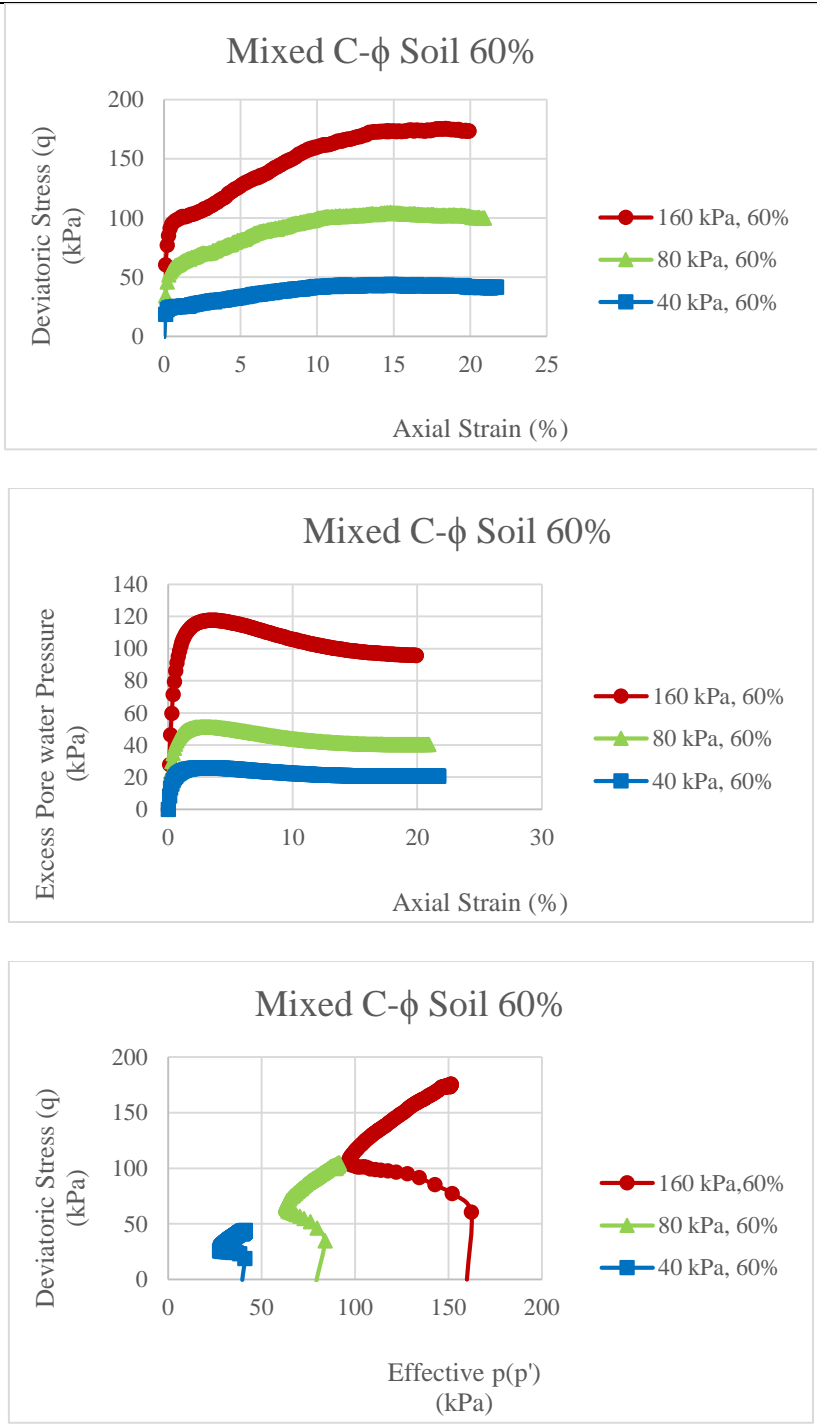 Mixed C-ϕ Soil 60%
Deviatoric Stress (q)
(kPa)
200
150
100
50
0
0 5 10 15 20 25
Axial Strain (%)
160 kPa, 60%
80 kPa, 60%
40 kPa, 60%
Mixed C-ϕ Soil 60%
Excess Pore water Pressure
(kPa)
140
120
100
80
60
40
20
0
0 10 20 30
Axial Strain (%)
160 kPa, 60%
80 kPa, 60%
40 kPa, 60%
Mixed C-ϕ Soil 60%
Deviatoric Stress (q)
(kPa)
200
150
100
50
0
0 50 100 150 200
Effective p(p')
(kPa)
160 kPa,60%
80 kPa, 60%
40 kPa, 60%